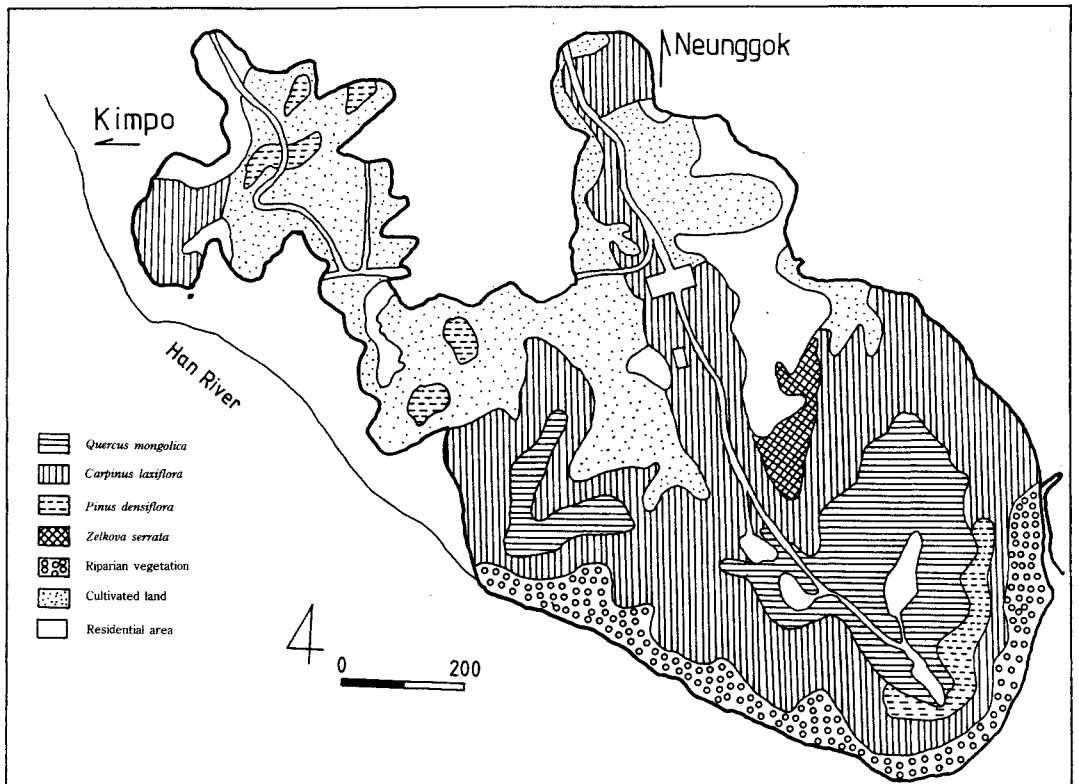 Neunggok
Kimpo
Han River
Quercus mongolica
Carpinus laxiflora
Pinus densiflora
Zelkova serrata
Riparian vegetation
Cultivated land
Residential area
0 200